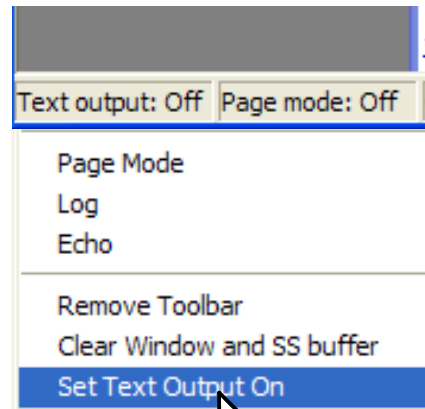 Text output: Off Page mode: Off
Page Mode
Log
Echo
Remove Toolbar
Clear Window and SS buffer
Set Text Output On